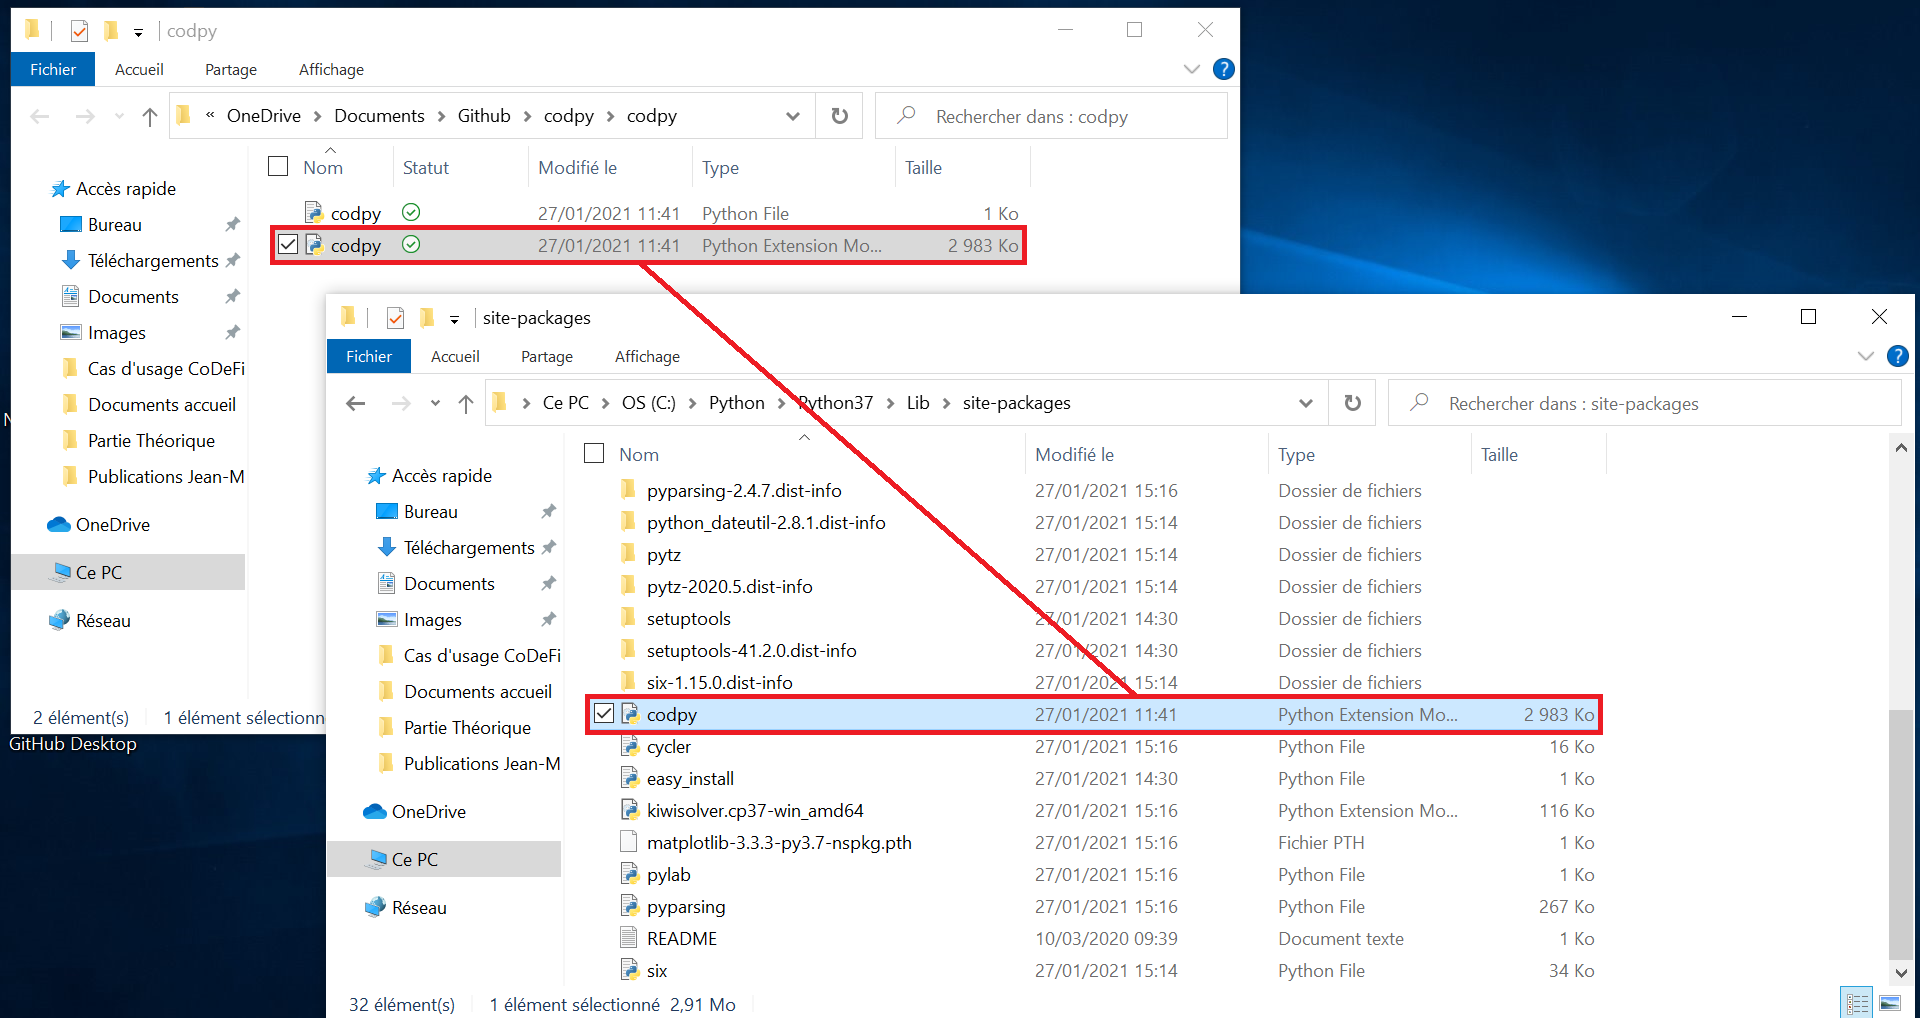 codpy
Fichier Accueil Partage Affichage
« OneDrive > Documents > Github > codpy > codpy
Rechercher dans : codpy
Nom Statut Modifié le Type Taille
codpy 27/01/2021 11:41 Python File 1 Ko
codpy 27/01/2021 11:41 Python Extension Mo... 2 983 Ko
Accès rapide
Bureau
Téléchargements
Documents
Images
Cas d'usage CoDeFi
Documents accueil
Partie Théorique
Publications Jean-M
OneDrive
Ce PC
Réseau
2 élément(s) 1 élément sélectionn
GitHub Desktop
N
site-packages
Fichier Accueil Partage Affichage
> Ce PC > OS (C:) > Python > Python37 > Lib > site-packages
Rechercher dans : site-packages
Accès rapide
Bureau
Téléchargements
Documents
Images
Cas d'usage CoDeFi
Documents accueil
Partie Théorique
Publications Jean-M
OneDrive
Ce PC
Réseau
Nom Modifié le Type Taille
pyparsing-2.4.7.dist-info 27/01/2021 15:16 Dossier de fichiers
python_dateutil-2.8.1.dist-info 27/01/2021 15:14 Dossier de fichiers
pytz 27/01/2021 15:14 Dossier de fichiers
pytz-2020.5.dist-info 27/01/2021 15:14 Dossier de fichiers
setuptools 27/01/2021 14:30 Dossier de fichiers
setuptools-41.2.0.dist-info 27/01/2021 14:30 Dossier de fichiers
six-1.15.0.dist-info 27/01/2021 15:14 Dossier de fichiers
codpy 27/01/2021 11:41 Python Extension Mo... 2 983 Ko
cycler 27/01/2021 15:16 Python File 16 Ko
easy_install 27/01/2021 14:30 Python File 1 Ko
kiwisolver.cp37-win_amd64 27/01/2021 15:16 Python Extension Mo... 116 Ko
matplotlib-3.3.3-py3.7-nspkg.pth 27/01/2021 15:16 Fichier PTH 1 Ko
pylab 27/01/2021 15:16 Python File 1 Ko
pyparsing 27/01/2021 15:16 Python File 267 Ko
README 10/03/2020 09:39 Document texte 1 Ko
six 27/01/2021 15:14 Python File 34 Ko
32 élément(s) 1 élément sélectionné 2,91 Mo